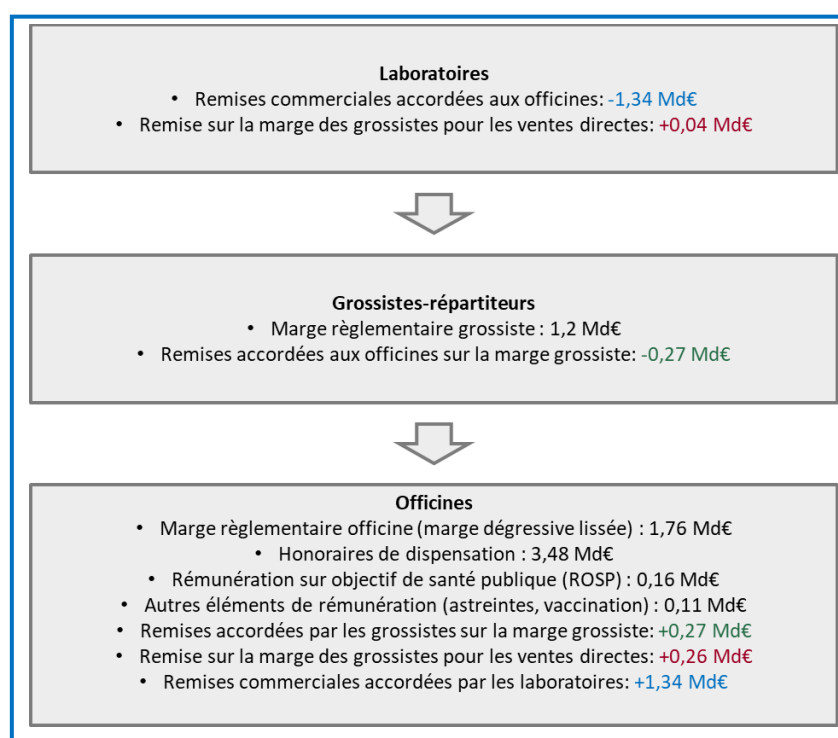 Laboratoires
• Remises commerciales accordées aux officines: -1,34 Md€
• Remise sur la marge des grossistes pour les ventes directes: +0,04 Md€
Grossistes-répartiteurs
• Marge règlementaire grossiste : 1,2 Md€
• Remises accordées aux officines sur la marge grossiste: -0,27 Md€
Officines
• Marge règlementaire officine (marge dégressive lissée) : 1,76 Md€
• Honoraires de dispensation : 3,48 Md€
• Rémunération sur objectif de santé publique (ROSP) : 0,16 Md€
• Autres éléments de rémunération (astreintes, vaccination) : 0,11 Md€
• Remises accordées par les grossistes sur la marge grossiste: +0,27 Md€
• Remise sur la marge des grossistes pour les ventes directes: +0,26 Md€
• Remises commerciales accordées par les laboratoires: +1,34 Md€